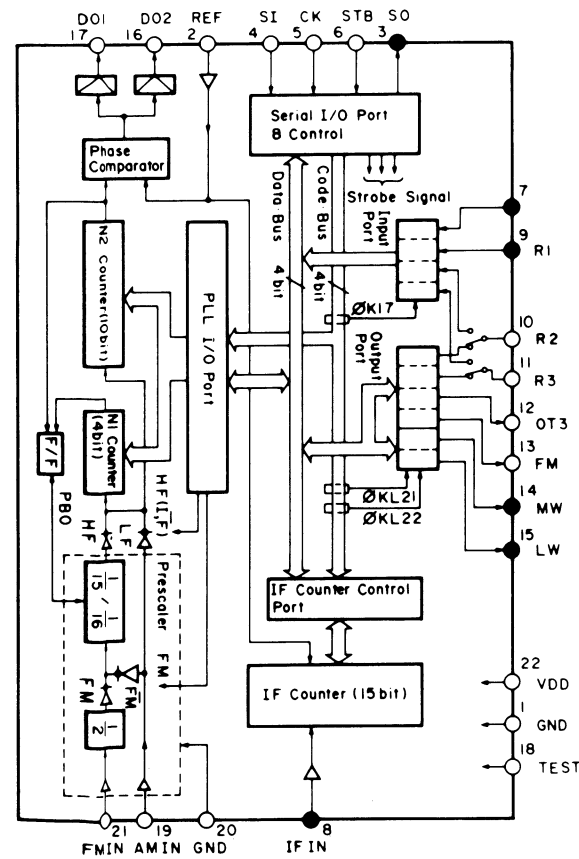 DO1 DO2 REF SI CK STB SO
17 16 2 4 5 6 3
Serial I/O Port
& Control
Phase
Comparator
Strobe Signal
Data Bus
4bit
Code Bus
4bit
Input
Port
7
9
R1
N2
Counter(10bit)
PLL I/O Port
ØK17
10
R2
Output
Port
11
R3
12
OT3
N1 Counter
(4bit)
F/F
13
FM
PBO
HF
LF
HF(I,F)
ØKL21
ØKL22
14
MW
15
LW
Prescaler
1/15 / 1/16
IF Counter Control
Port
FM
FM
FM
1/2
IF Counter (15bit)
22
VDD
1
GND
18
TEST
21 19 20 8
FMIN AMIN GND IF IN